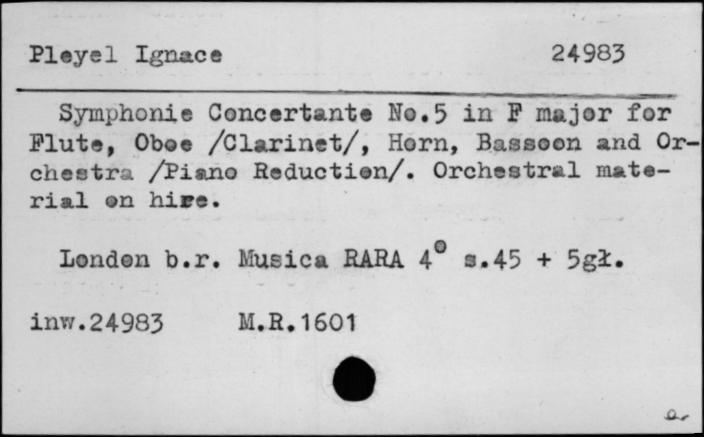 Pleyel Ignace 24983
Symphonie Concertante No.5 in F major for
Flute, Oboe /Clarinet/, Horn, Bassoon and Or-
chestra /Piano Reduction/. Orchestral mate-
rial on hire.
London b.r. Musica RARA 4° s.45 + 5gł.
inw.24983 M.R.1601